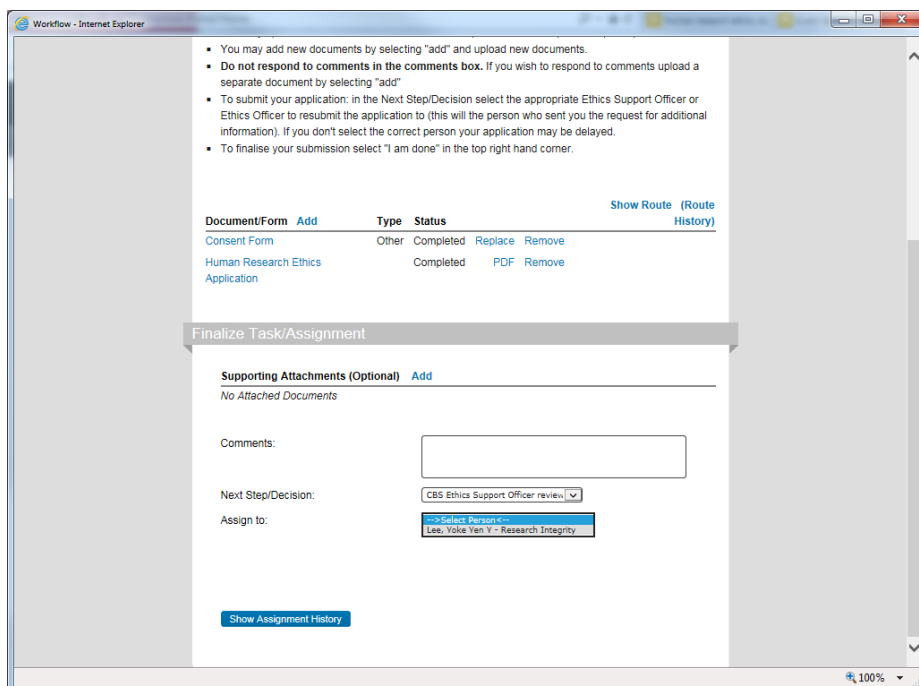 Workflow - Internet Explorer
You may add new documents by selecting "add" and upload new documents.
Do not respond to comments in the comments box. If you wish to respond to comments upload a
separate document by selecting "add"
To submit your application: in the Next Step/Decision select the appropriate Ethics Support Officer or
Ethics Officer to resubmit the application to (this will the person who sent you the request for additional
information). If you don't select the correct person your application may be delayed.
To finalise your submission select "I am done" in the top right hand corner.
Show Route (Route
Document/Form Add Type Status History)
Consent Form Other Completed Replace Remove
Human Research Ethics Completed PDF Remove
Application
Finalize Task/Assignment
Supporting Attachments (Optional) Add
No Attached Documents
Comments:
Next Step/Decision: CBS Ethics Support Officer review
Assign to: -->Select Person<--
Lee, Yoke Yen Y - Research Integrity
Show Assignment History
100%